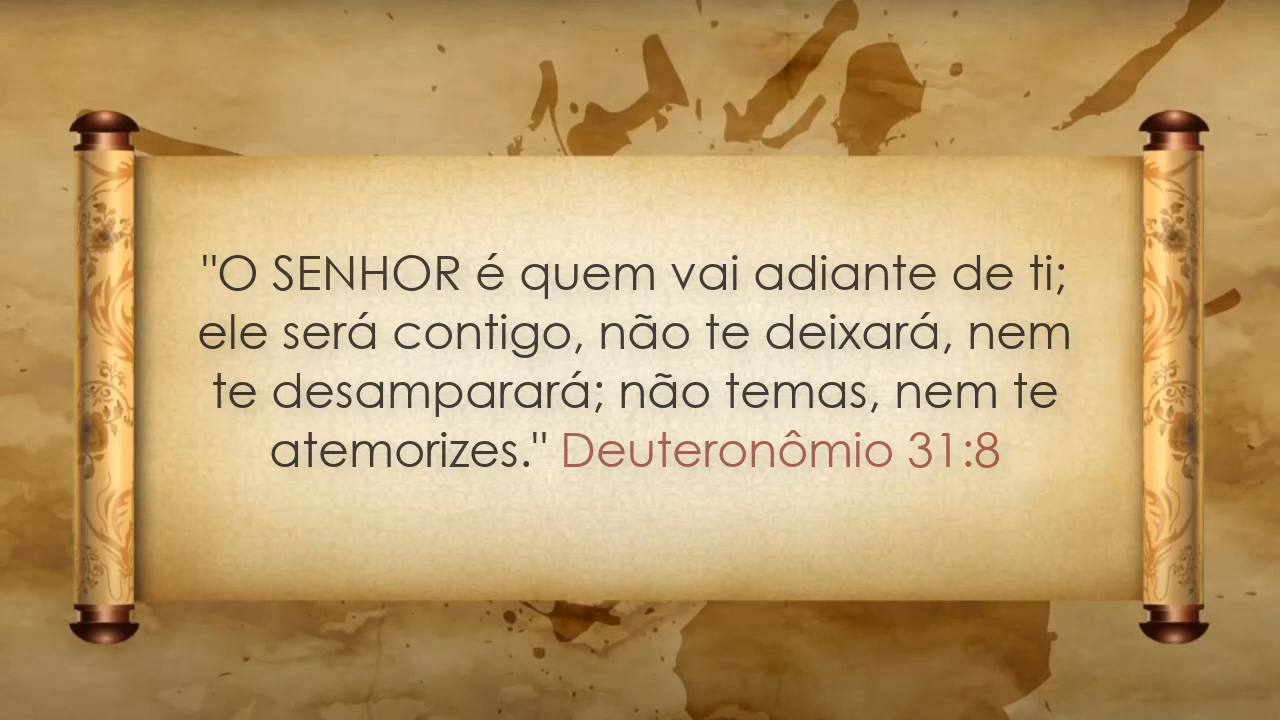 "O SENHOR é quem vai adiante de ti;
ele será contigo, não te deixará, nem
te desamparará; não temas, nem te
atemorizes." Deuteronômio 31:8